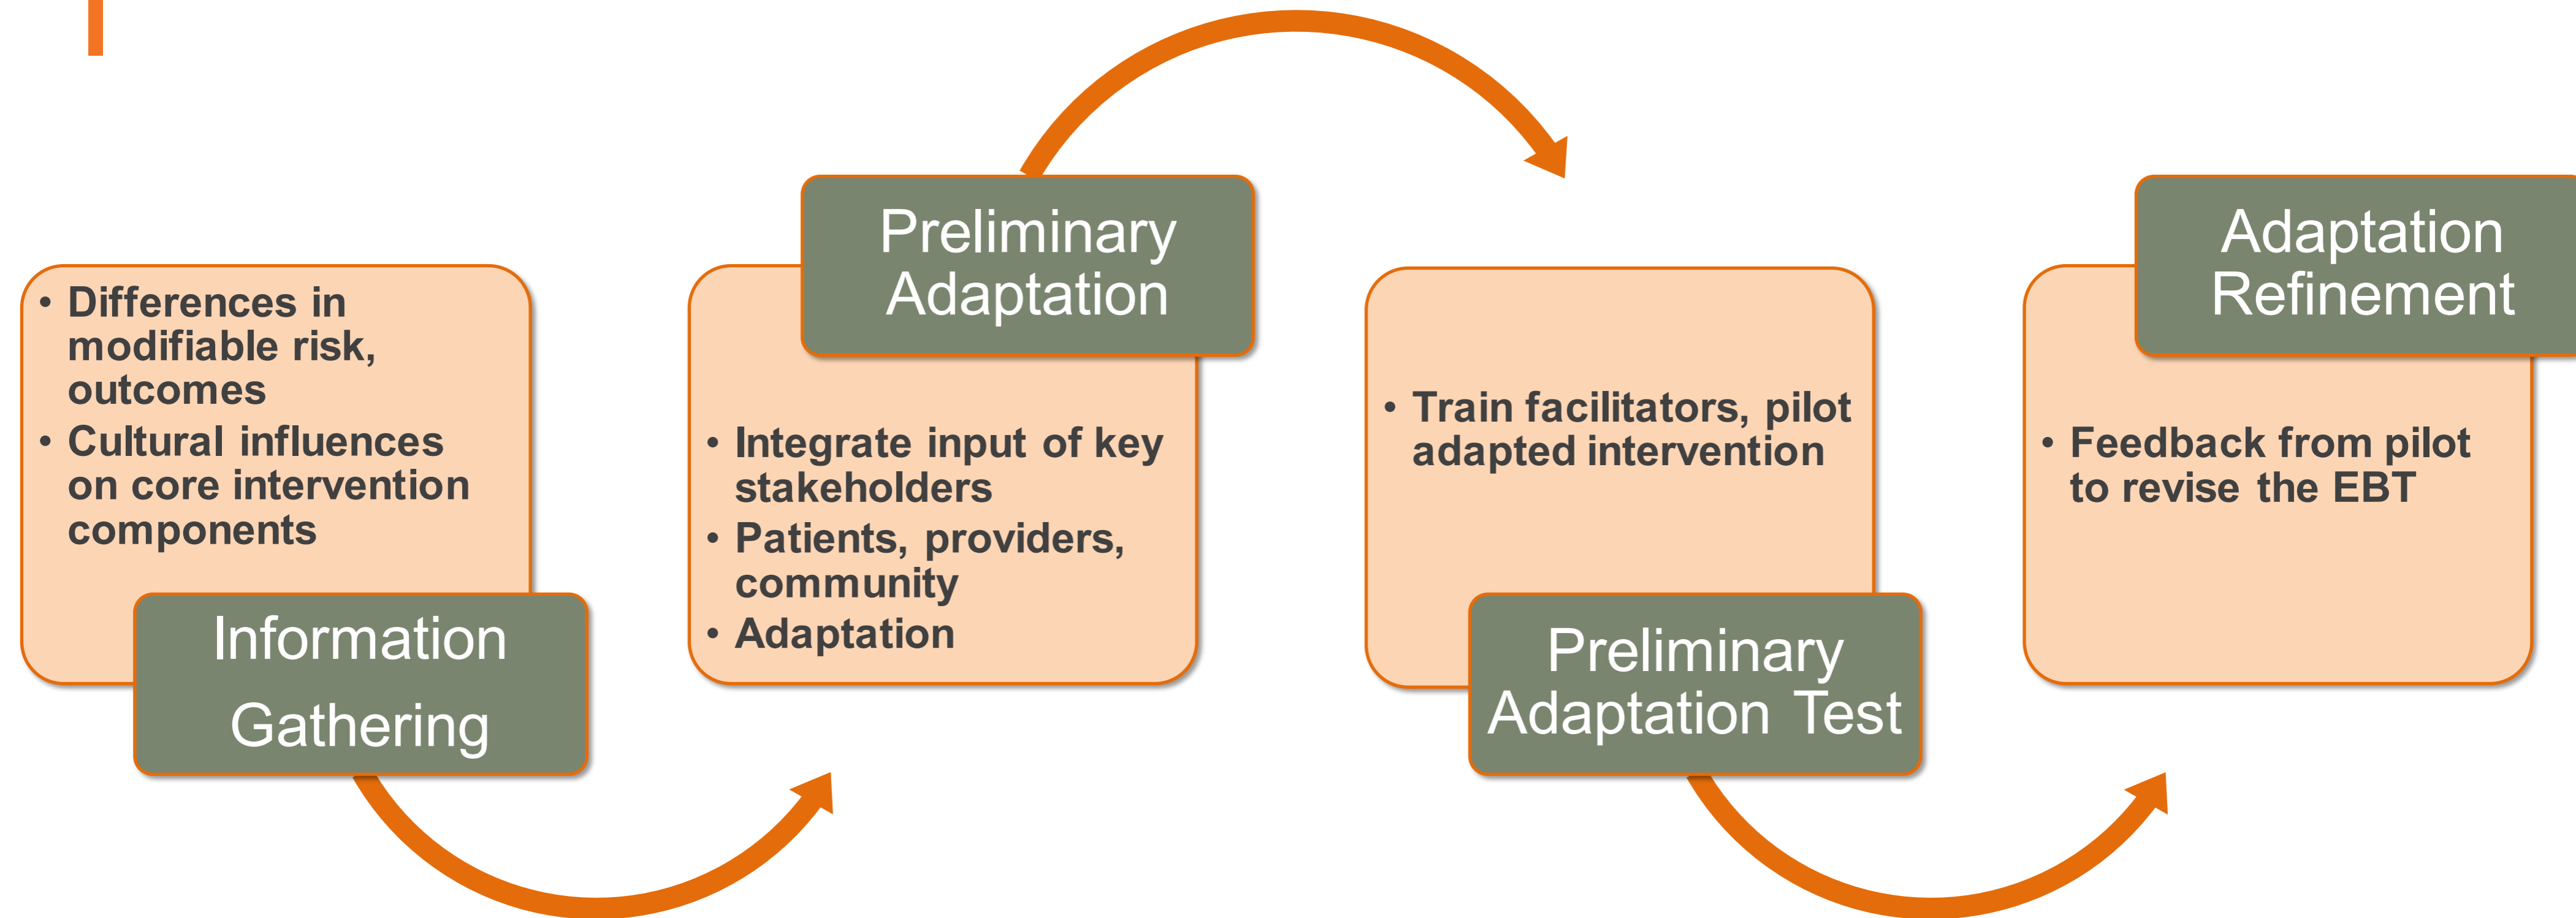 • Differences in
modifiable risk,
outcomes
• Cultural influences
on core intervention
components
Information
Gathering
Preliminary
Adaptation
• Integrate input of key
stakeholders
• Patients, providers,
community
• Adaptation
• Train facilitators, pilot
adapted intervention
Preliminary
Adaptation Test
Adaptation
Refinement
• Feedback from pilot
to revise the EBT